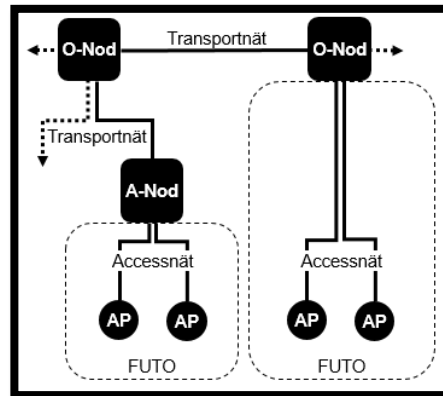 O-Nod
Transportnät
O-Nod
Transportnät
A-Nod
Accessnät
Accessnät
AP
AP
AP
AP
FUTO
FUTO